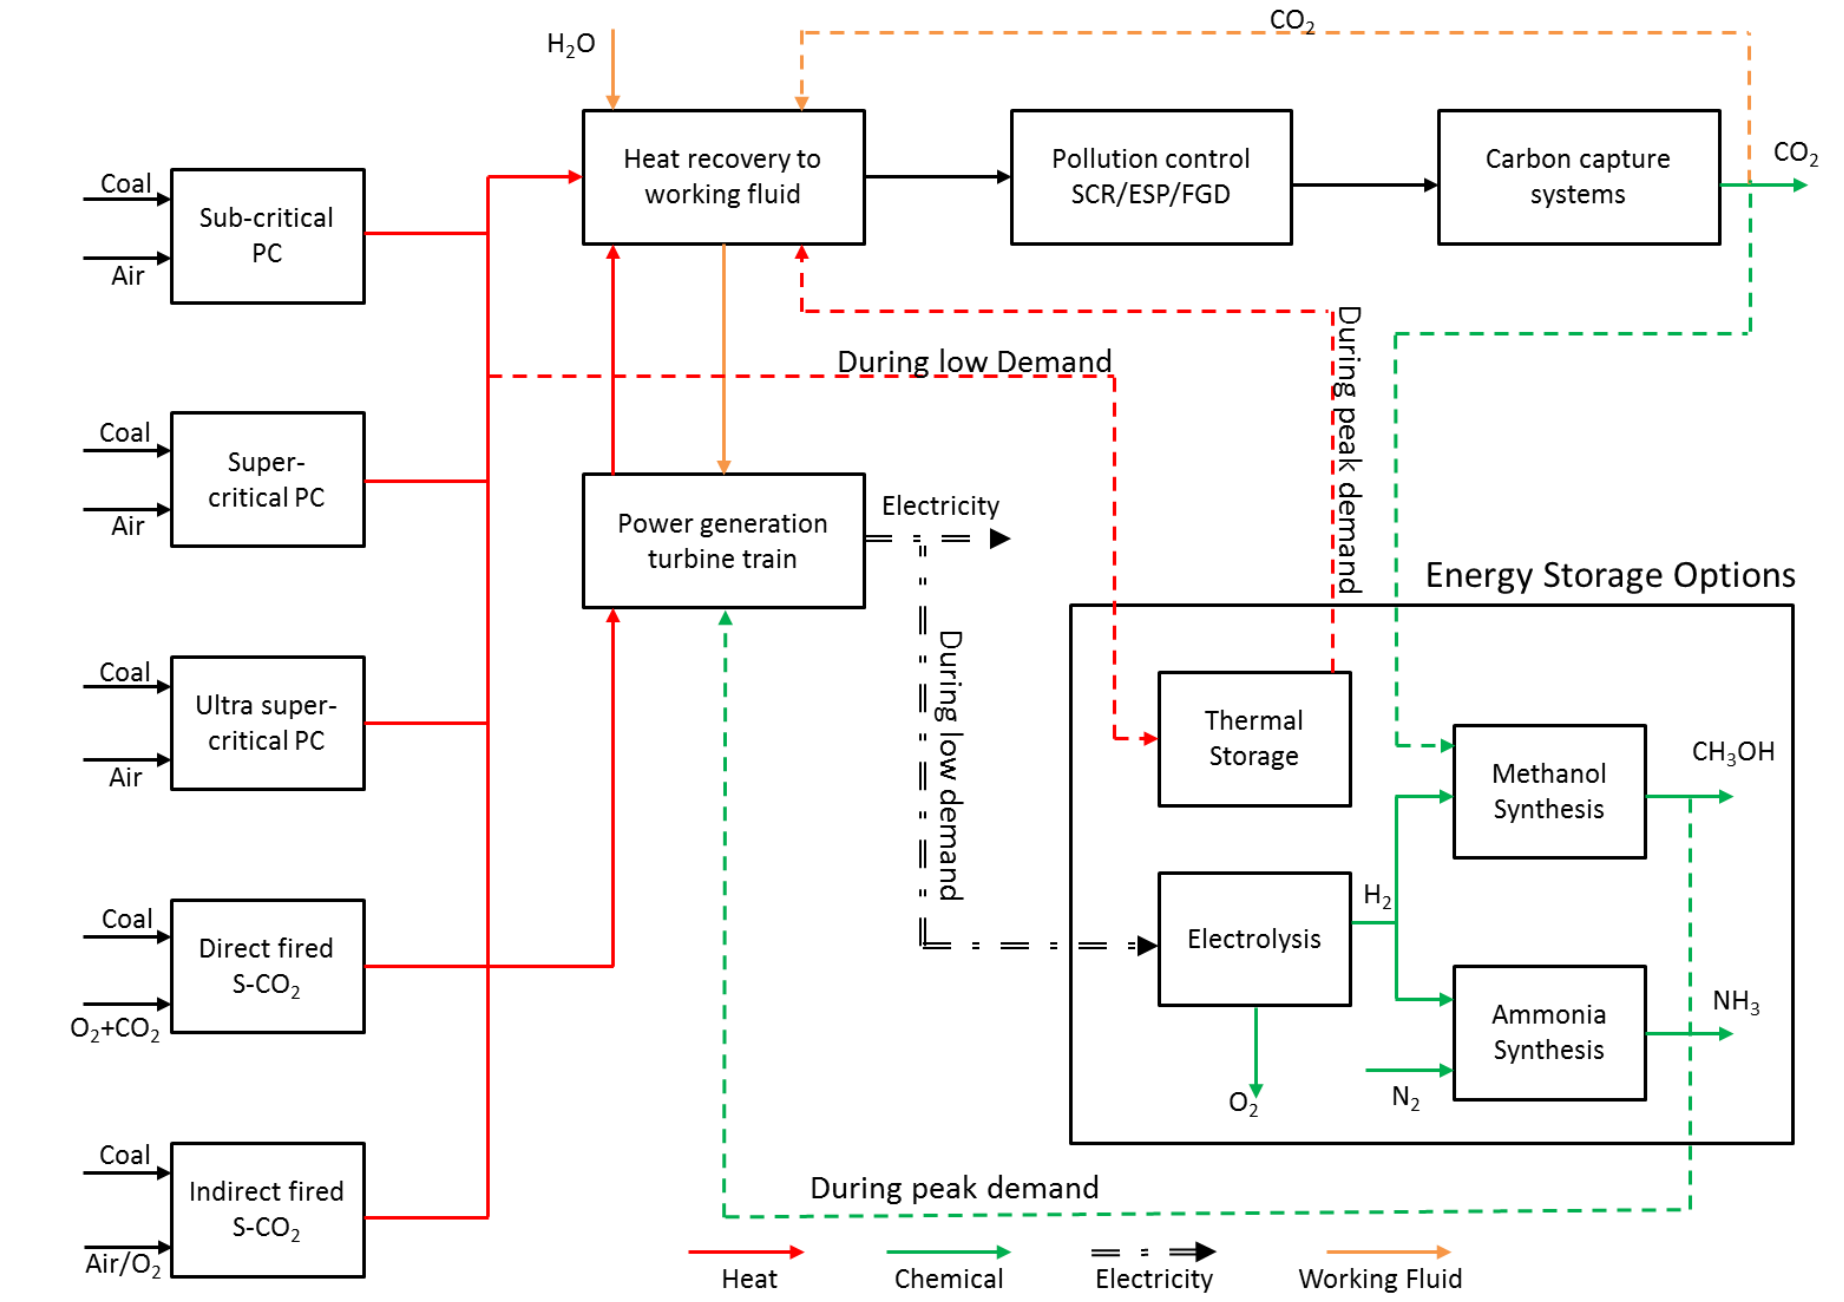 CO₂
H₂O
Heat recovery to
working fluid
Pollution control
SCR/ESP/FGD
Carbon capture
systems
CO₂
Coal
Air
Sub-critical
PC
During low Demand
During peak demand
Coal
Air
Super-
critical PC
Power generation
turbine train
Electricity
During low demand
Energy Storage Options
Coal
Air
Ultra super-
critical PC
Thermal
Storage
Methanol
Synthesis
CH₃OH
Coal
O₂+CO₂
Direct fired
S-CO₂
Electrolysis
H₂
O₂
Ammonia
Synthesis
NH₃
N₂
Coal
Air/O₂
Indirect fired
S-CO₂
During peak demand
Heat
Chemical
Electricity
Working Fluid